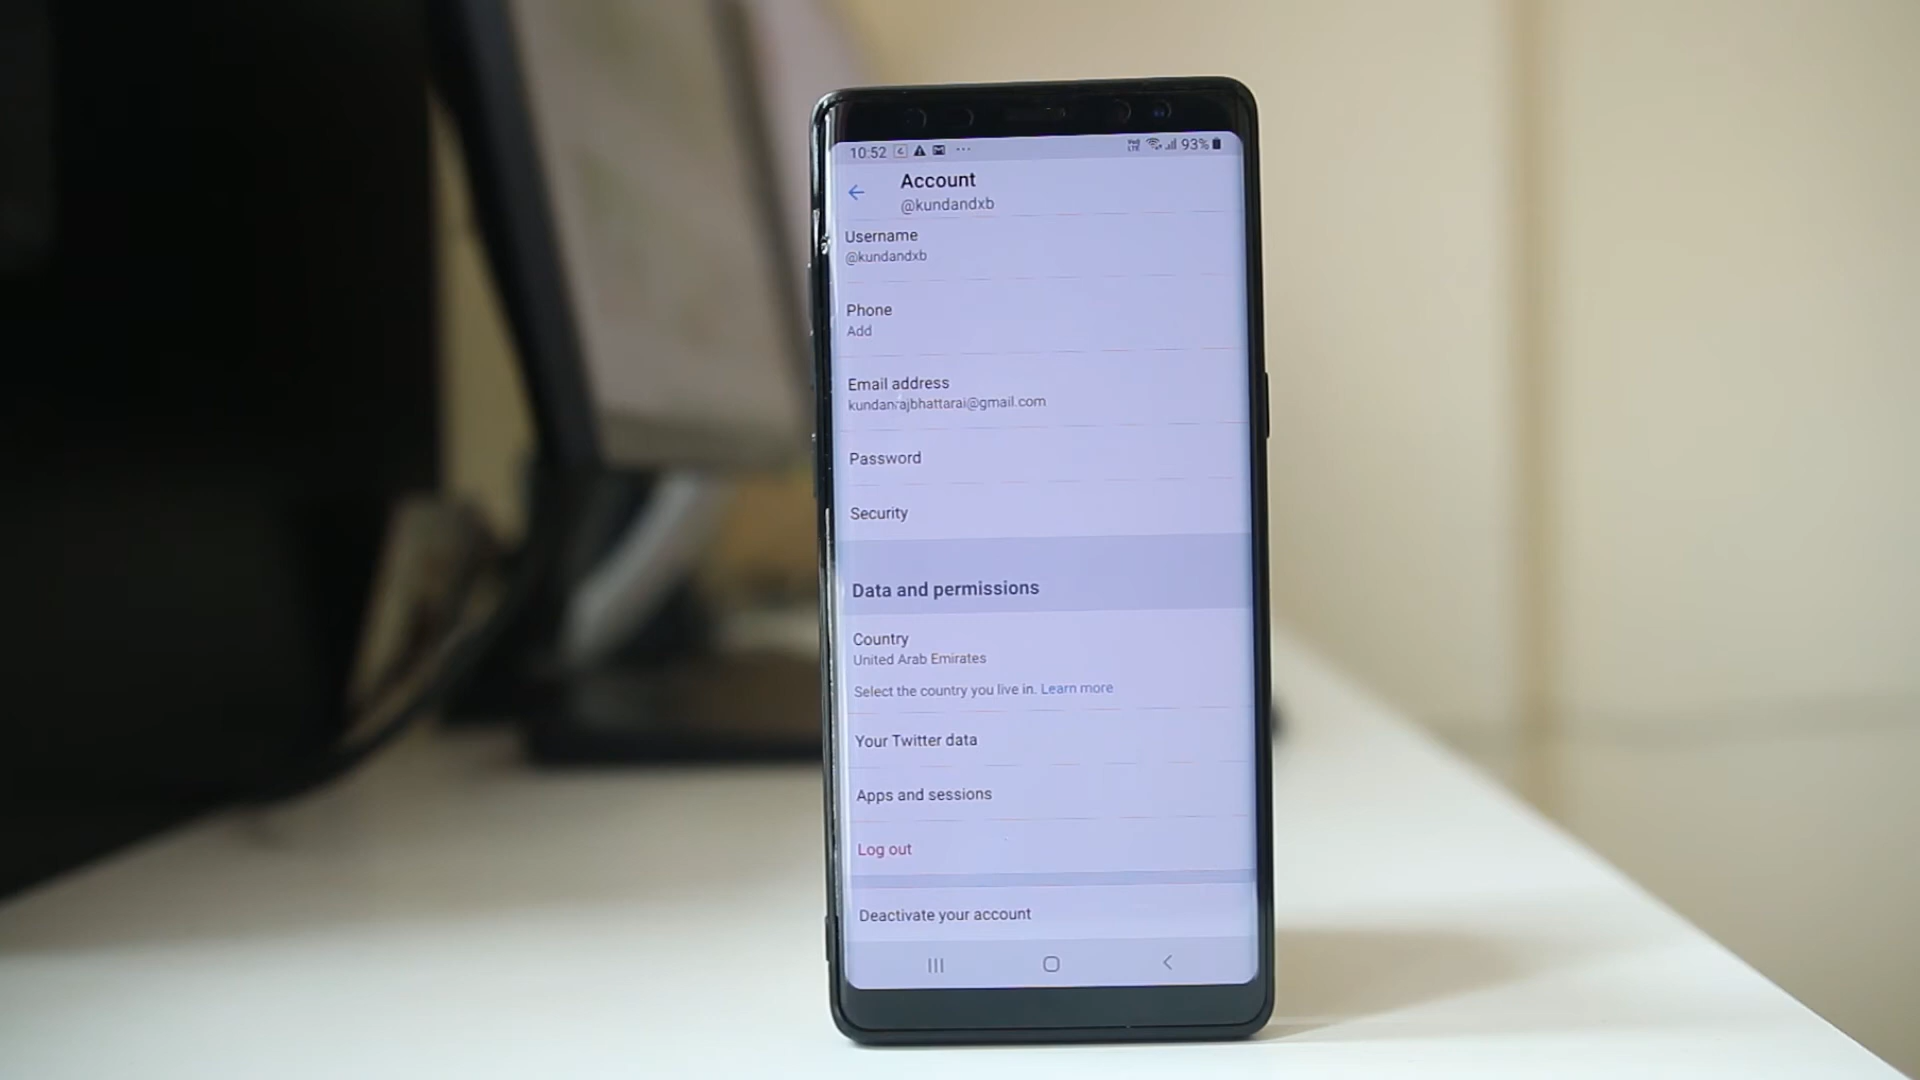 10:52 93%
Account
@kundandxb
Username
@kundandxb
Phone
Add
Email address
kundanrajbhattarai@gmail.com
Password
Security
Data and permissions
Country
United Arab Emirates
Select the country you live in. Learn more
Your Twitter data
Apps and sessions
Log out
Deactivate your account